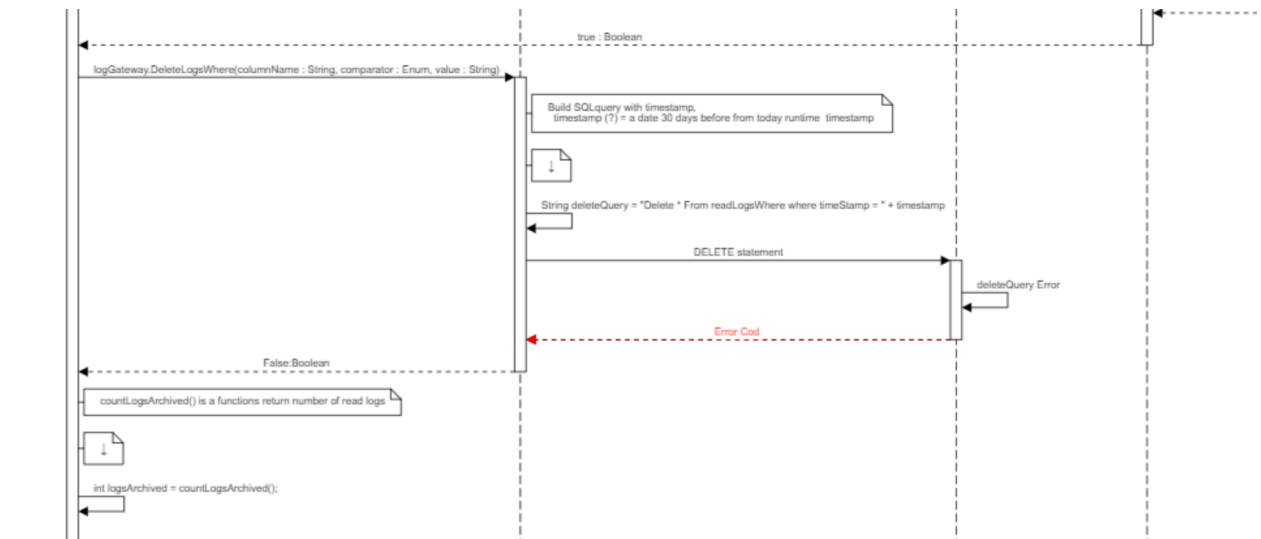 true : Boolean
logGateway.DeleteLogsWhere(columnName : String, comparator : Enum, value : String)
Build SQLquery with timestamp,
timestamp (?) = a date 30 days before from today runtime timestamp
↓
String deleteQuery = "Delete * From readLogsWhere where timeStamp = " + timestamp
DELETE statement
deleteQuery Error
Error Cod
False:Boolean
countLogsArchived() is a functions return number of read logs
↓
int logsArchived = countLogsArchived();